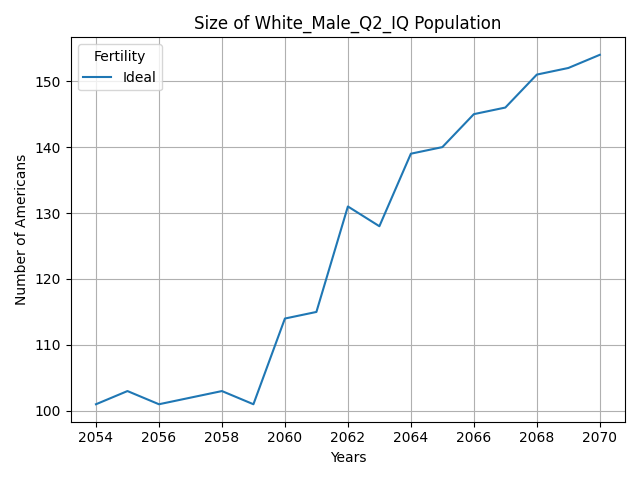 Size of White_Male_Q2_IQ Population
Fertility
Ideal
Number of Americans
150
140
130
120
110
100
2054 2056 2058 2060 2062 2064 2066 2068 2070
Years